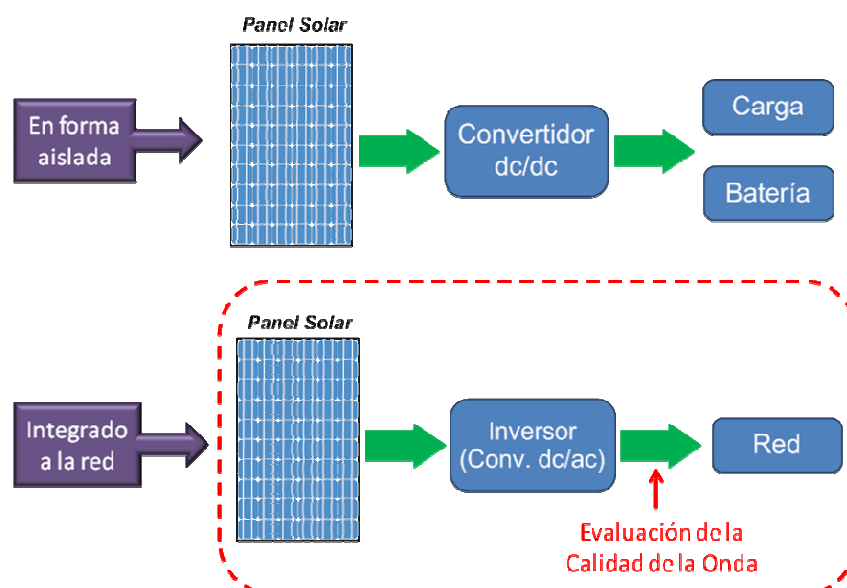 Panel Solar
En forma
aislada
Convertidor
dc/dc
Carga
Batería
Panel Solar
Integrado
a la red
Inversor
(Conv. dc/ac)
Red
Evaluación de la
Calidad de la Onda